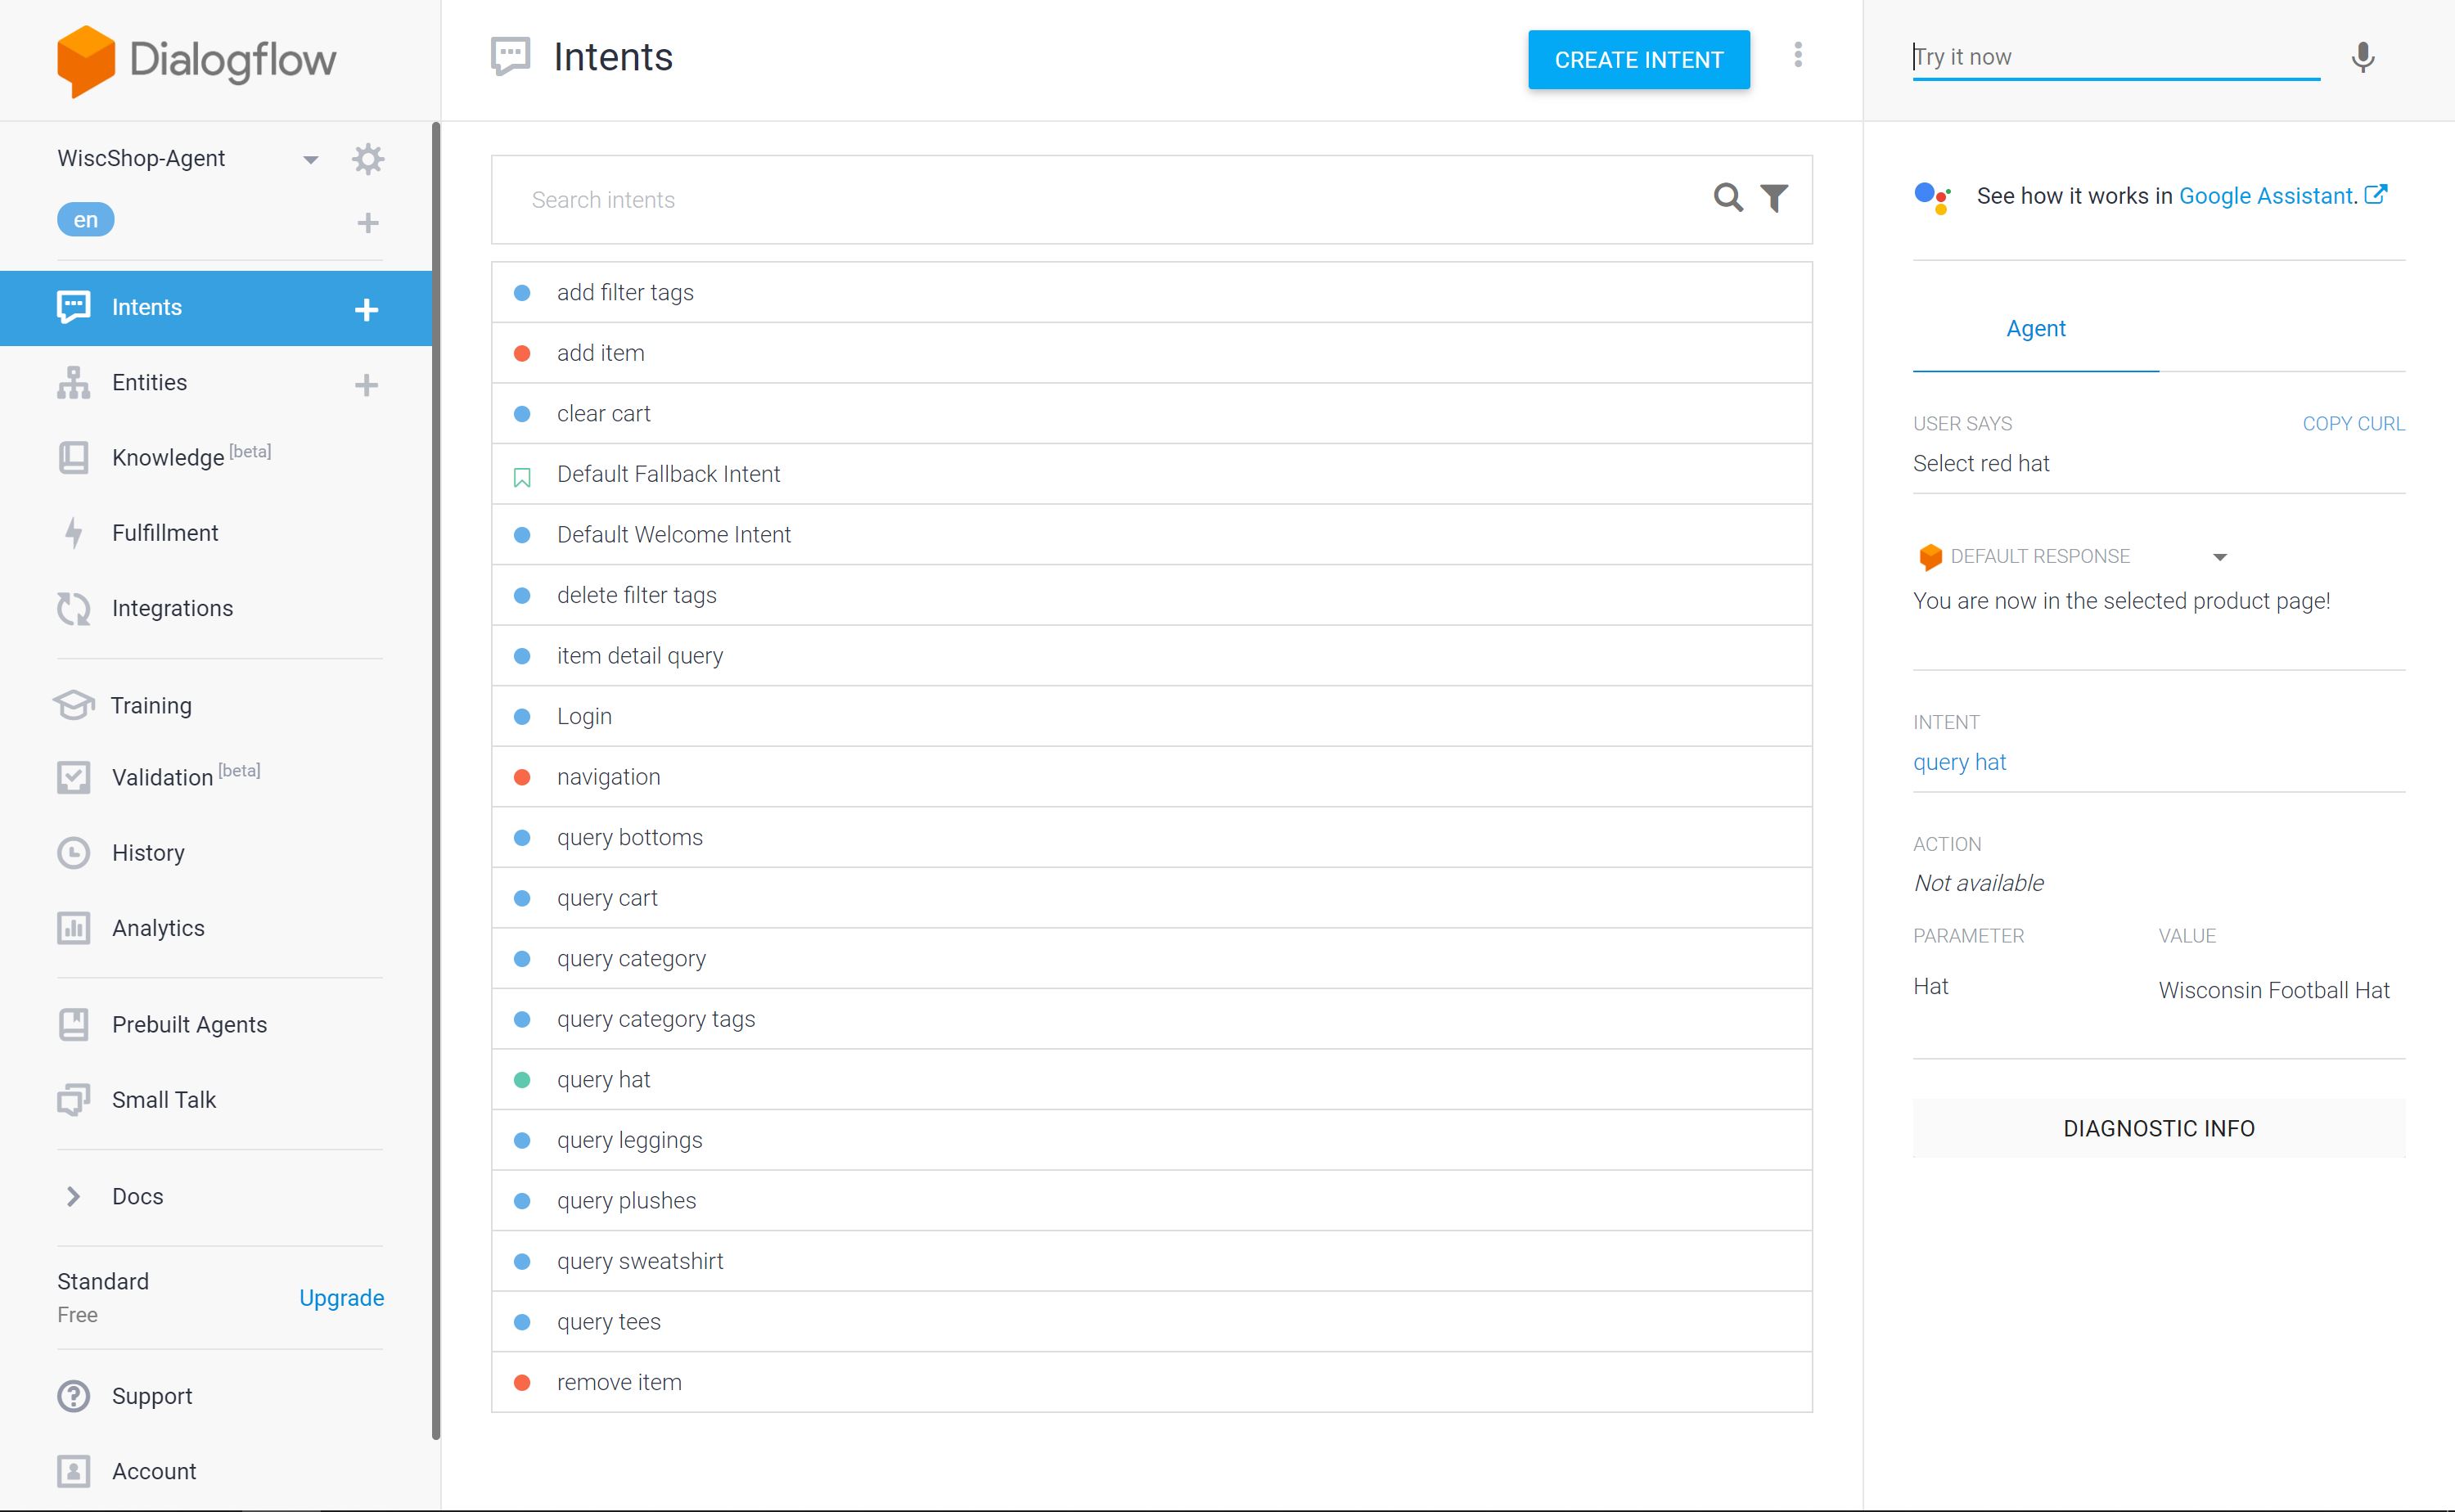 Dialogflow
WiscShop-Agent
en
Intents
Entities
Knowledge [beta]
Fulfillment
Integrations
Training
Validation [beta]
History
Analytics
Prebuilt Agents
Small Talk
Docs
Standard
Free
Upgrade
Support
Account
Intents
CREATE INTENT
Search intents
add filter tags
add item
clear cart
Default Fallback Intent
Default Welcome Intent
delete filter tags
item detail query
Login
navigation
query bottoms
query cart
query category
query category tags
query hat
query leggings
query plushes
query sweatshirt
query tees
remove item
Try it now
See how it works in Google Assistant.
Agent
USER SAYS COPY CURL
Select red hat
DEFAULT RESPONSE
You are now in the selected product page!
INTENT
query hat
ACTION
Not available
PARAMETER VALUE
Hat Wisconsin Football Hat
DIAGNOSTIC INFO